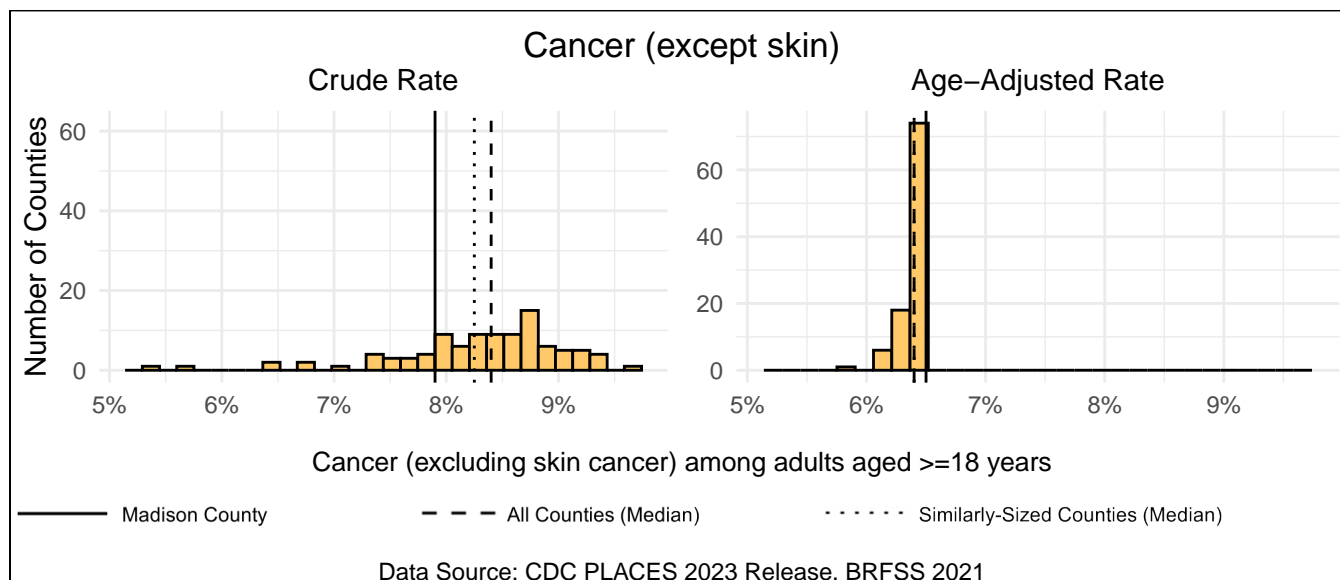 Cancer (except skin)
Crude Rate
Age−Adjusted Rate
Number of Counties
60
40
20
0
5%
6%
7%
8%
9%
60
40
20
0
5%
6%
7%
8%
9%
Cancer (excluding skin cancer) among adults aged >=18 years
Madison County
All Counties (Median)
Similarly-Sized Counties (Median)
Data Source: CDC PLACES 2023 Release, BRFSS 2021